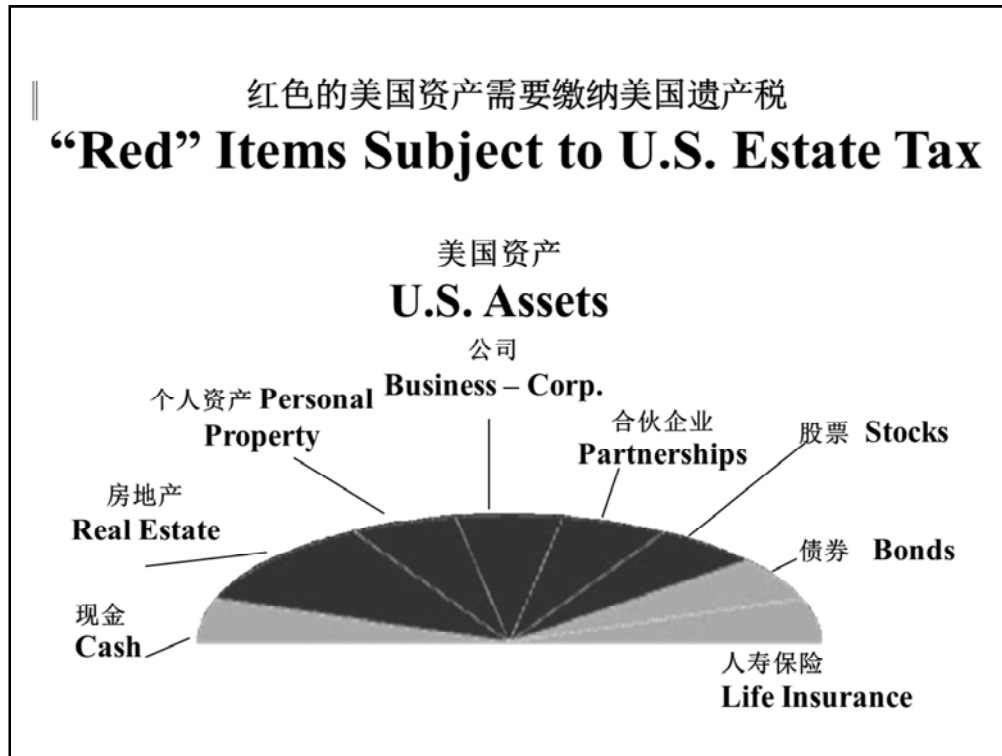 红色的美国资产需要缴纳美国遗产税
“Red” Items Subject to U.S. Estate Tax
美国资产
U.S. Assets
公司
Business – Corp.
个人资产 Personal
Property
合伙企业
Partnerships
股票 Stocks
房地产
Real Estate
债券 Bonds
现金
Cash
人寿保险
Life Insurance